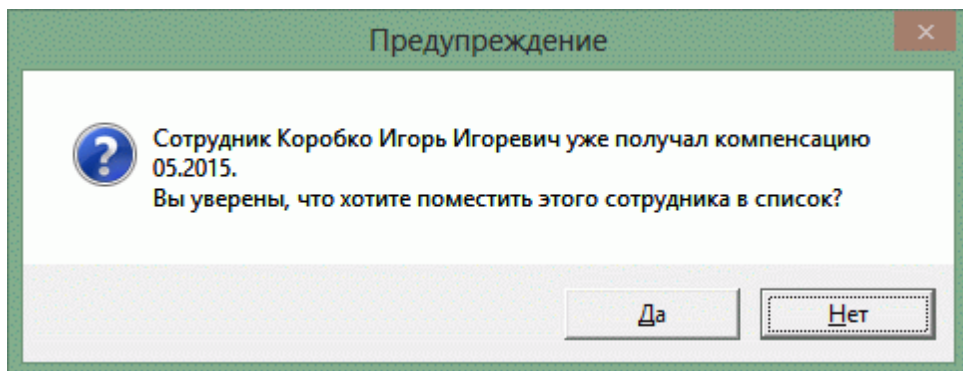 Предупреждение
Сотрудник Коробко Игорь Игоревич уже получал компенсацию
05.2015.
Вы уверены, что хотите поместить этого сотрудника в список?
Да
Нет